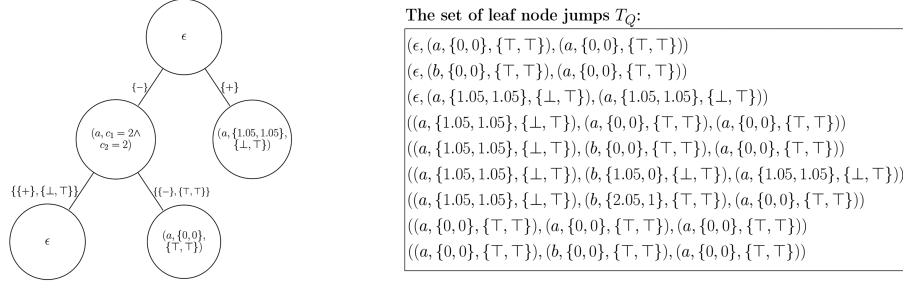 ϵ
{−}
{+}
(a, c₁ = 2∧
c₂ = 2)
(a, {1.05, 1.05},
{⊥, ⊤})
{{+}, {⊥, ⊤}}
{{−}, {⊤, ⊤}}
ϵ
(a, {0, 0},
{⊤, ⊤})
The set of leaf node jumps T_Q:
(ϵ, (a, {0, 0}, {⊤, ⊤}), (a, {0, 0}, {⊤, ⊤}))
(ϵ, (b, {0, 0}, {⊤, ⊤}), (a, {0, 0}, {⊤, ⊤}))
(ϵ, (a, {1.05, 1.05}, {⊥, ⊤}), (a, {1.05, 1.05}, {⊥, ⊤}))
((a, {1.05, 1.05}, {⊥, ⊤}), (a, {0, 0}, {⊤, ⊤}), (a, {0, 0}, {⊤, ⊤}))
((a, {1.05, 1.05}, {⊥, ⊤}), (b, {0, 0}, {⊤, ⊤}), (a, {0, 0}, {⊤, ⊤}))
((a, {1.05, 1.05}, {⊥, ⊤}), (b, {1.05, 0}, {⊥, ⊤}), (a, {1.05, 1.05}, {⊥, ⊤}))
((a, {1.05, 1.05}, {⊥, ⊤}), (b, {2.05, 1}, {⊤, ⊤}), (a, {0, 0}, {⊤, ⊤}))
((a, {0, 0}, {⊤, ⊤}), (a, {0, 0}, {⊤, ⊤}), (a, {0, 0}, {⊤, ⊤}))
((a, {0, 0}, {⊤, ⊤}), (b, {0, 0}, {⊤, ⊤}), (a, {0, 0}, {⊤, ⊤}))